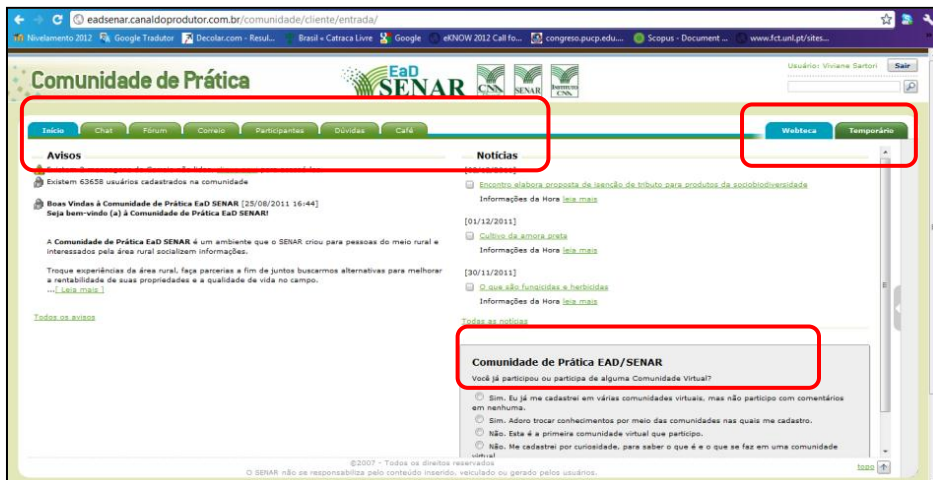 eadsenar.canaldoprodutor.com.br/comunidade/cliente/entrada/
Nivelamento 2012 Google Tradutor Decolar.com - Resul... Brasil « Catraca Livre Google eKNOW 2012 Call fo... congreso.pucp.edu.... Scopus - Document ... www.fct.unl.pt/sites...
Comunidade de Prática
EaD
SENAR
CNA SENAR INSTITUTO CNA
Usuário: Viviane Sartori Sair
Início Chat Fórum Correio Participantes Dúvidas Café
Webteca Temporário
Avisos
Existem 63658 usuários cadastrados na comunidade
Boas Vindas à Comunidade de Prática EaD SENAR [25/08/2011 16:44]
Seja bem-vindo (a) à Comunidade de Prática EaD SENAR!
A Comunidade de Prática EaD SENAR é um ambiente que o SENAR criou para pessoas do meio rural e
interessados pela área rural socializem informações.
Troque experiências da área rural, faça parcerias a fim de juntos buscarmos alternativas para melhorar
a rentabilidade de suas propriedades e a qualidade de vida no campo.
...[ Leia mais ]
Todos os avisos
Notícias
Encontro elabora proposta de isenção de tributo para produtos da sociobiodiversidade
Informações da Hora leia mais
[01/12/2011]
Cultivo da amora preta
Informações da Hora leia mais
[30/11/2011]
O que são fungicidas e herbicidas
Informações da Hora leia mais
Todas as notícias
Comunidade de Prática EAD/SENAR
Você já participou ou participa de alguma Comunidade Virtual?
Sim. Eu já me cadastrei em várias comunidades virtuais, mas não participo com comentários
em nenhuma.
Sim. Adoro trocar conhecimentos por meio das comunidades nas quais me cadastro.
Não. Esta é a primeira comunidade virtual que participo.
Não. Me cadastrei por curiosidade, para saber o que é e o que se faz em uma comunidade
virtual
©2007 - Todos os direitos reservados
O SENAR não se responsabiliza pelo conteúdo inserido, veiculado ou gerado pelos usuários.
topo